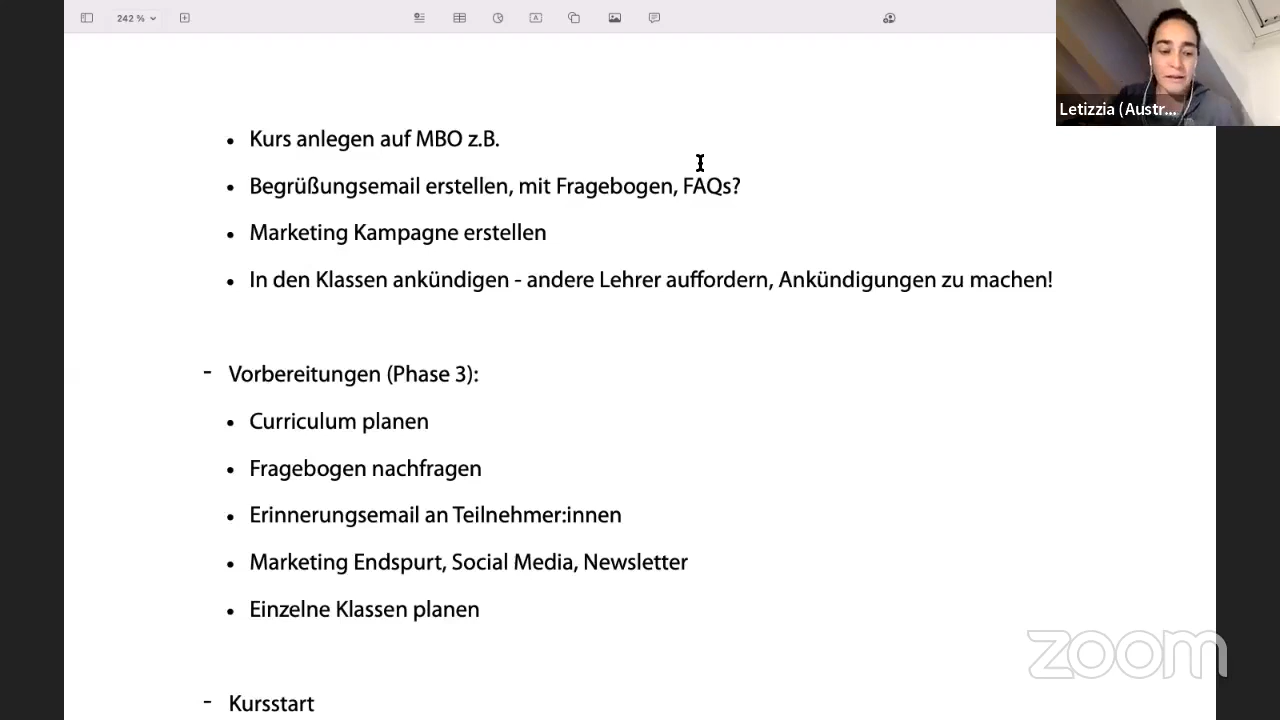 242 %
Letizzia (Austr...
• Kurs anlegen auf MBO z.B.
• Begrüßungsemail erstellen, mit Fragebogen, FAQs?
• Marketing Kampagne erstellen
• In den Klassen ankündigen - andere Lehrer auffordern, Ankündigungen zu machen!
- Vorbereitungen (Phase 3):
• Curriculum planen
• Fragebogen nachfragen
• Erinnerungsemail an Teilnehmer:innen
• Marketing Endspurt, Social Media, Newsletter
• Einzelne Klassen planen
zoom
- Kursstart